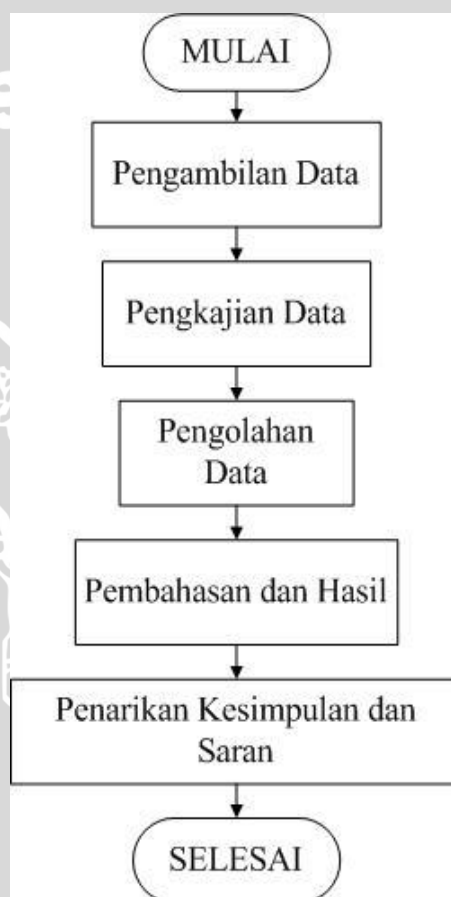 MULAI
Pengambilan Data
Pengkajian Data
Pengolahan
Data
Pembahasan dan Hasil
Penarikan Kesimpulan dan
Saran
SELESAI